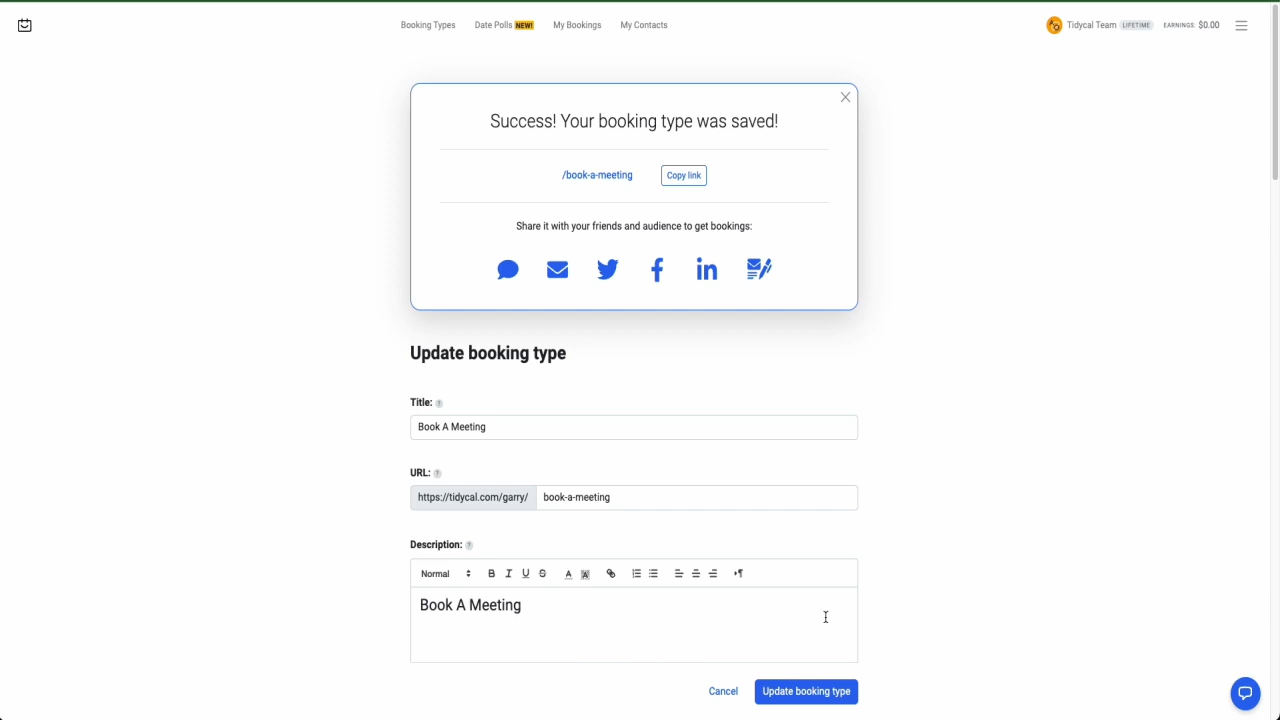 Booking Types Date Polls NEW! My Bookings My Contacts
Tidycal Team LIFETIME EARNINGS: $0.00
Success! Your booking type was saved!
/book-a-meeting Copy link
Share it with your friends and audience to get bookings:
Update booking type
Title: ?
Book A Meeting
URL: ?
https://tidycal.com/garry/ book-a-meeting
Description: ?
Normal B I U S A A
Book A Meeting
Cancel Update booking type